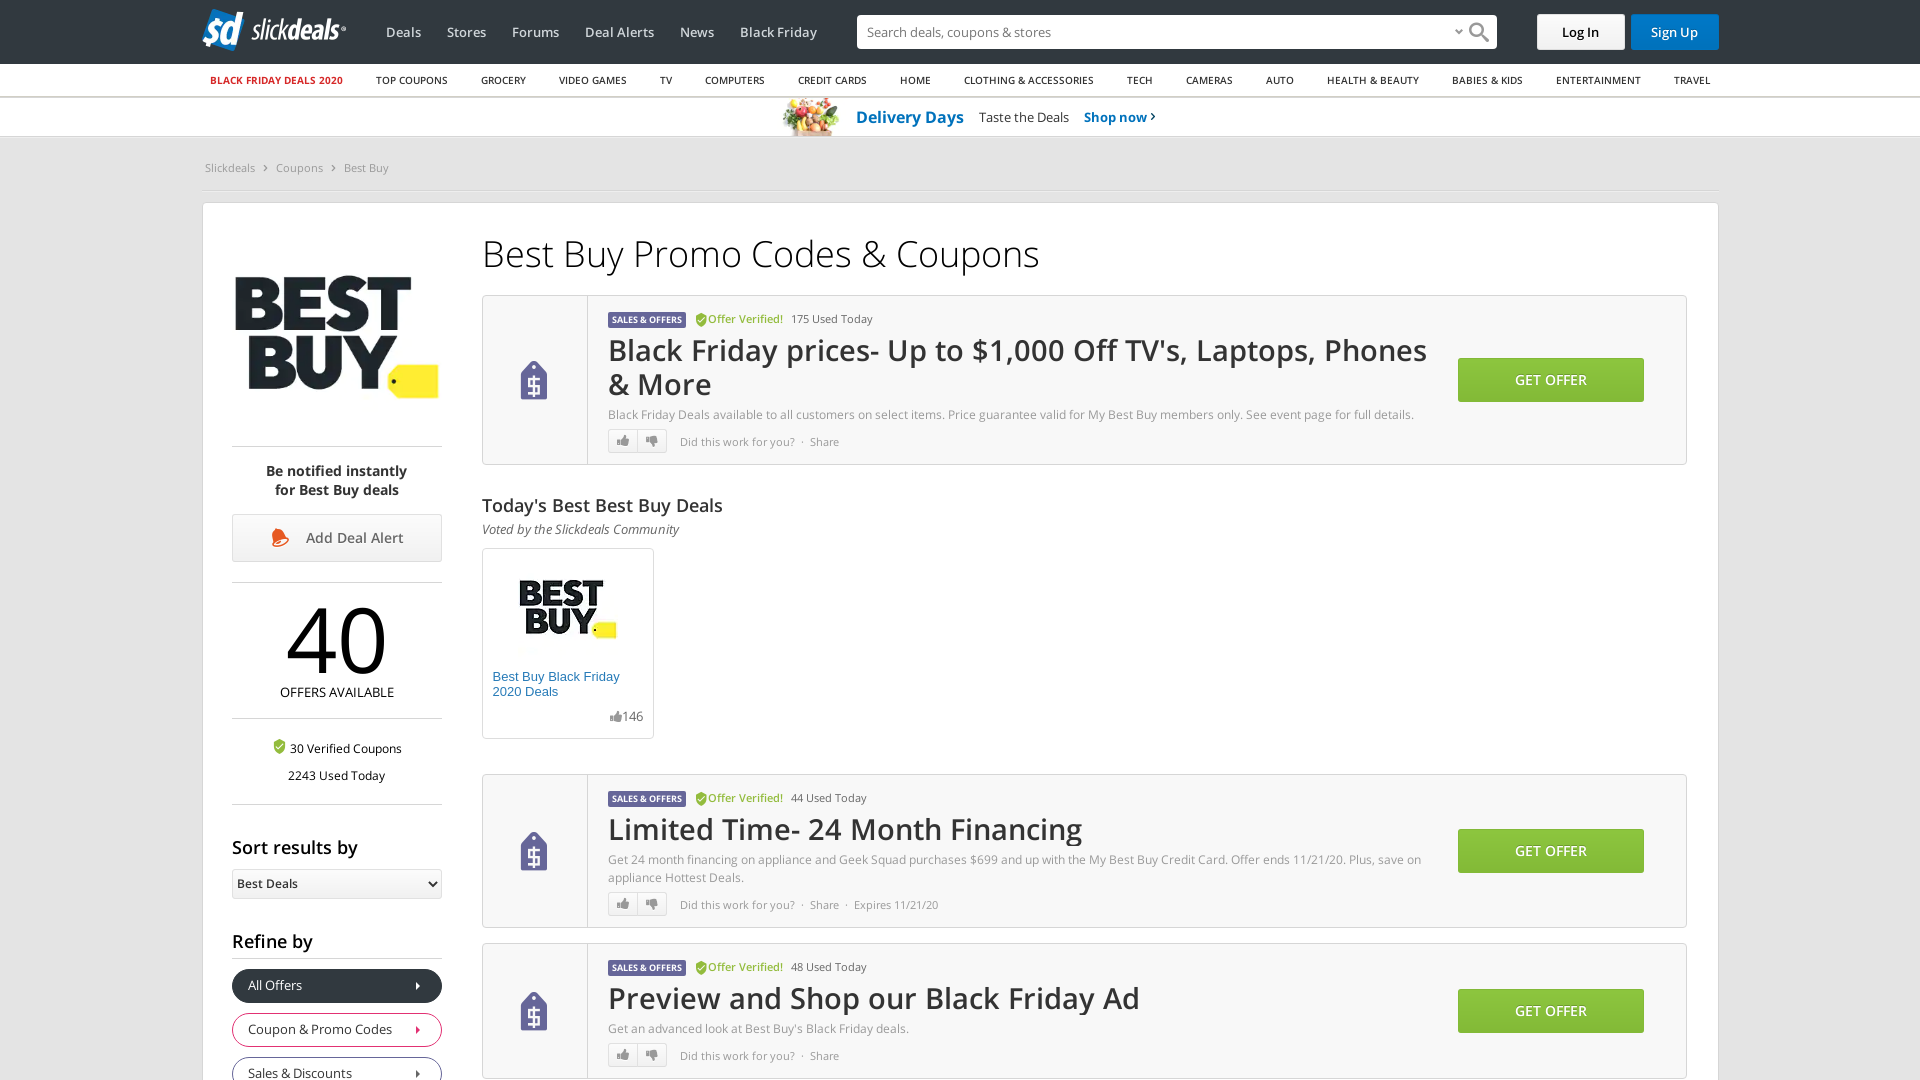 sd slickdeals
Deals Stores Forums Deal Alerts News Black Friday
Search deals, coupons & stores
Log In
Sign Up
BLACK FRIDAY DEALS 2020 TOP COUPONS GROCERY VIDEO GAMES TV COMPUTERS CREDIT CARDS HOME CLOTHING & ACCESSORIES TECH CAMERAS AUTO HEALTH & BEAUTY BABIES & KIDS ENTERTAINMENT TRAVEL
Delivery Days Taste the Deals Shop now
Slickdeals Coupons Best Buy
BEST
BUY
Be notified instantly
for Best Buy deals
Add Deal Alert
40
OFFERS AVAILABLE
30 Verified Coupons
2243 Used Today
Sort results by
Best Deals
Refine by
All Offers
Coupon & Promo Codes
Sales & Discounts
Best Buy Promo Codes & Coupons
SALES & OFFERS Offer Verified! 175 Used Today
Black Friday prices- Up to $1,000 Off TV's, Laptops, Phones
& More
Black Friday Deals available to all customers on select items. Price guarantee valid for My Best Buy members only. See event page for full details.
Did this work for you? · Share
GET OFFER
Today's Best Best Buy Deals
Voted by the Slickdeals Community
BEST
BUY
Best Buy Black Friday
2020 Deals
146
SALES & OFFERS Offer Verified! 44 Used Today
Limited Time- 24 Month Financing
Get 24 month financing on appliance and Geek Squad purchases $699 and up with the My Best Buy Credit Card. Offer ends 11/21/20. Plus, save on
appliance Hottest Deals.
Did this work for you? · Share · Expires 11/21/20
GET OFFER
SALES & OFFERS Offer Verified! 48 Used Today
Preview and Shop our Black Friday Ad
Get an advanced look at Best Buy's Black Friday deals.
Did this work for you? · Share
GET OFFER